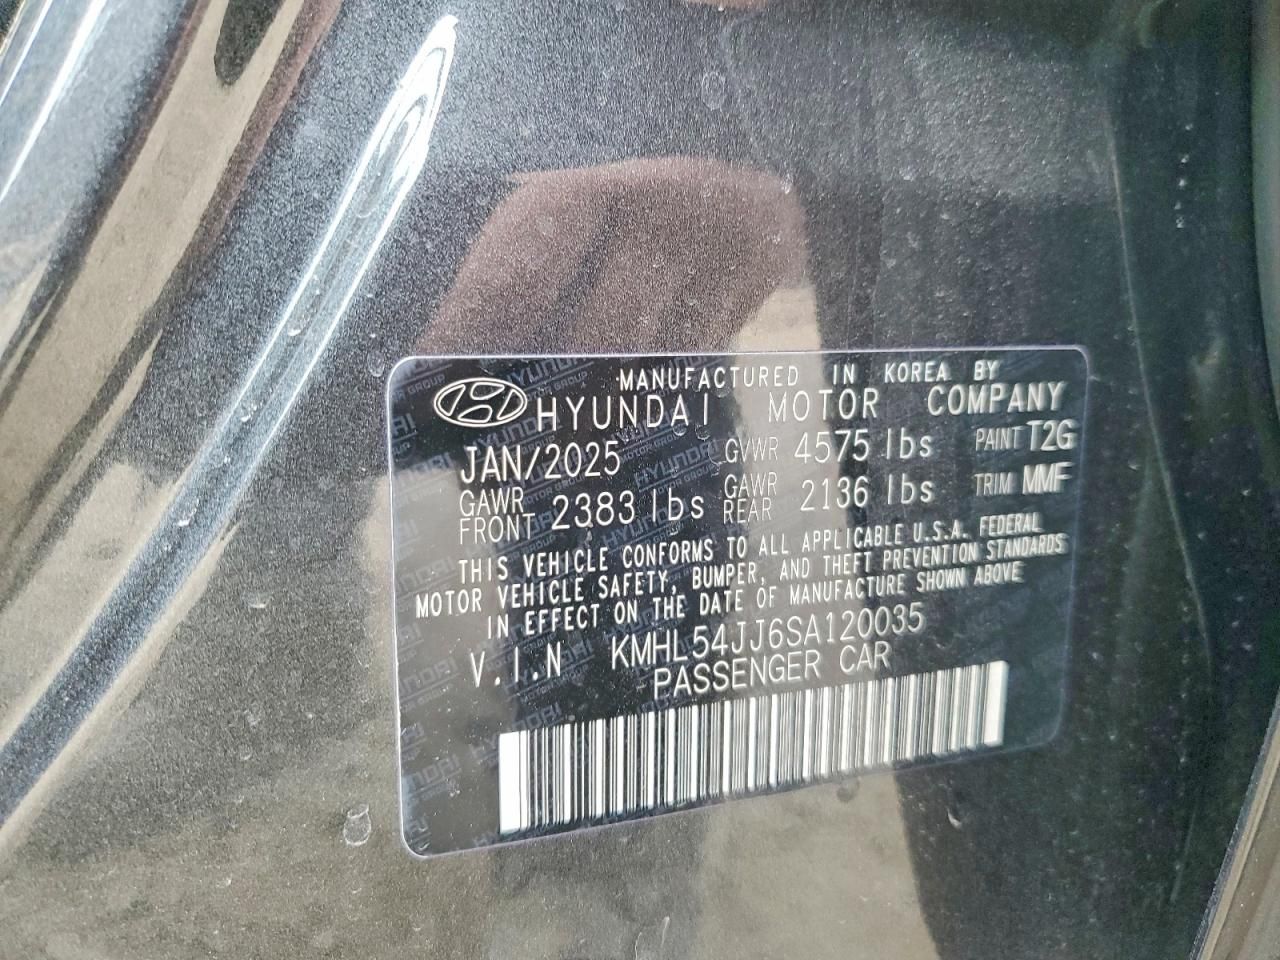 MANUFACTURED IN KOREA BY
HYUNDAI MOTOR COMPANY
JAN/2025 GVWR 4575 lbs PAINT T2G
GAWR FRONT 2383 lbs GAWR REAR 2136 lbs TRIM MMF
THIS VEHICLE CONFORMS TO ALL APPLICABLE U.S.A. FEDERAL
MOTOR VEHICLE SAFETY, BUMPER, AND THEFT PREVENTION STANDARDS
IN EFFECT ON THE DATE OF MANUFACTURE SHOWN ABOVE
V.I.N KMHL54JJ6SA120035
PASSENGER CAR